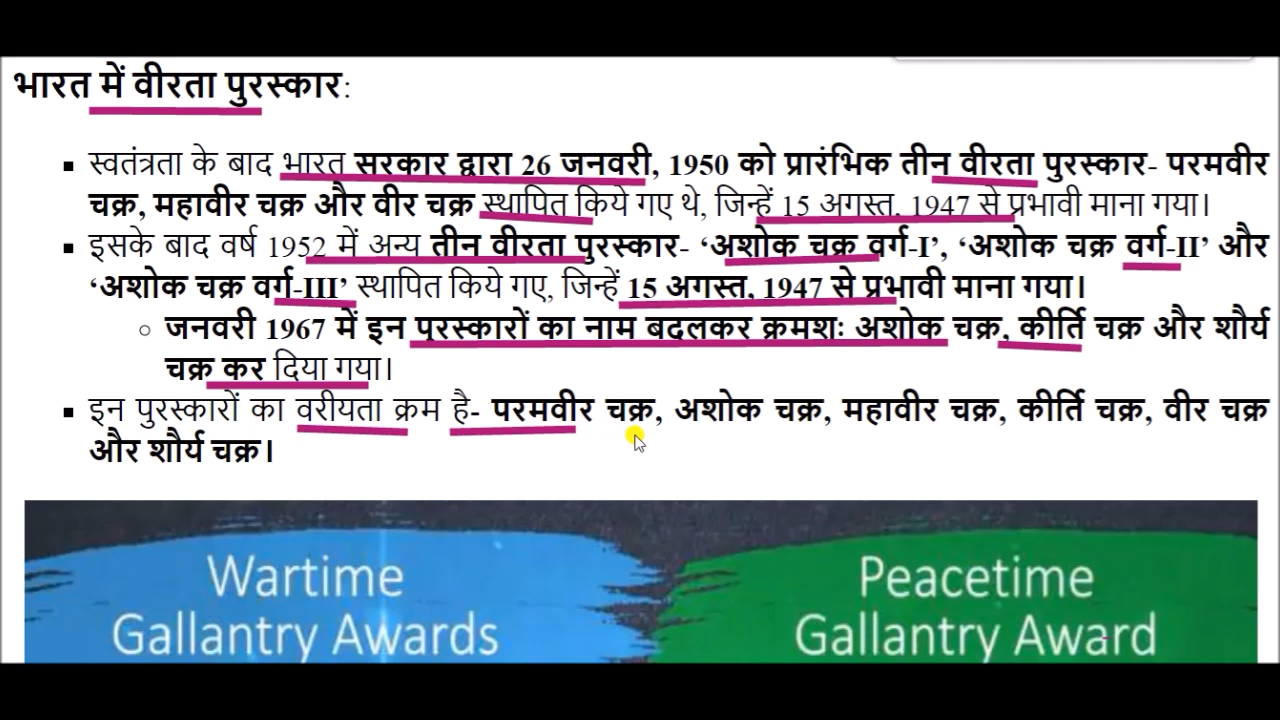 भारत में वीरता पुरस्कार:
▪ स्वतंत्रता के बाद भारत सरकार द्वारा 26 जनवरी, 1950 को प्रारंभिक तीन वीरता पुरस्कार- परमवीर
चक्र, महावीर चक्र और वीर चक्र स्थापित किये गए थे, जिन्हें 15 अगस्त, 1947 से प्रभावी माना गया।
▪ इसके बाद वर्ष 1952 में अन्य तीन वीरता पुरस्कार- ‘अशोक चक्र वर्ग-I’, ‘अशोक चक्र वर्ग-II’ और
‘अशोक चक्र वर्ग-III’ स्थापित किये गए, जिन्हें 15 अगस्त, 1947 से प्रभावी माना गया।
○ जनवरी 1967 में इन पुरस्कारों का नाम बदलकर क्रमशः अशोक चक्र, कीर्ति चक्र और शौर्य
चक्र कर दिया गया।
▪ इन पुरस्कारों का वरीयता क्रम है- परमवीर चक्र, अशोक चक्र, महावीर चक्र, कीर्ति चक्र, वीर चक्र
और शौर्य चक्र।
Wartime
Gallantry Awards
Peacetime
Gallantry Award